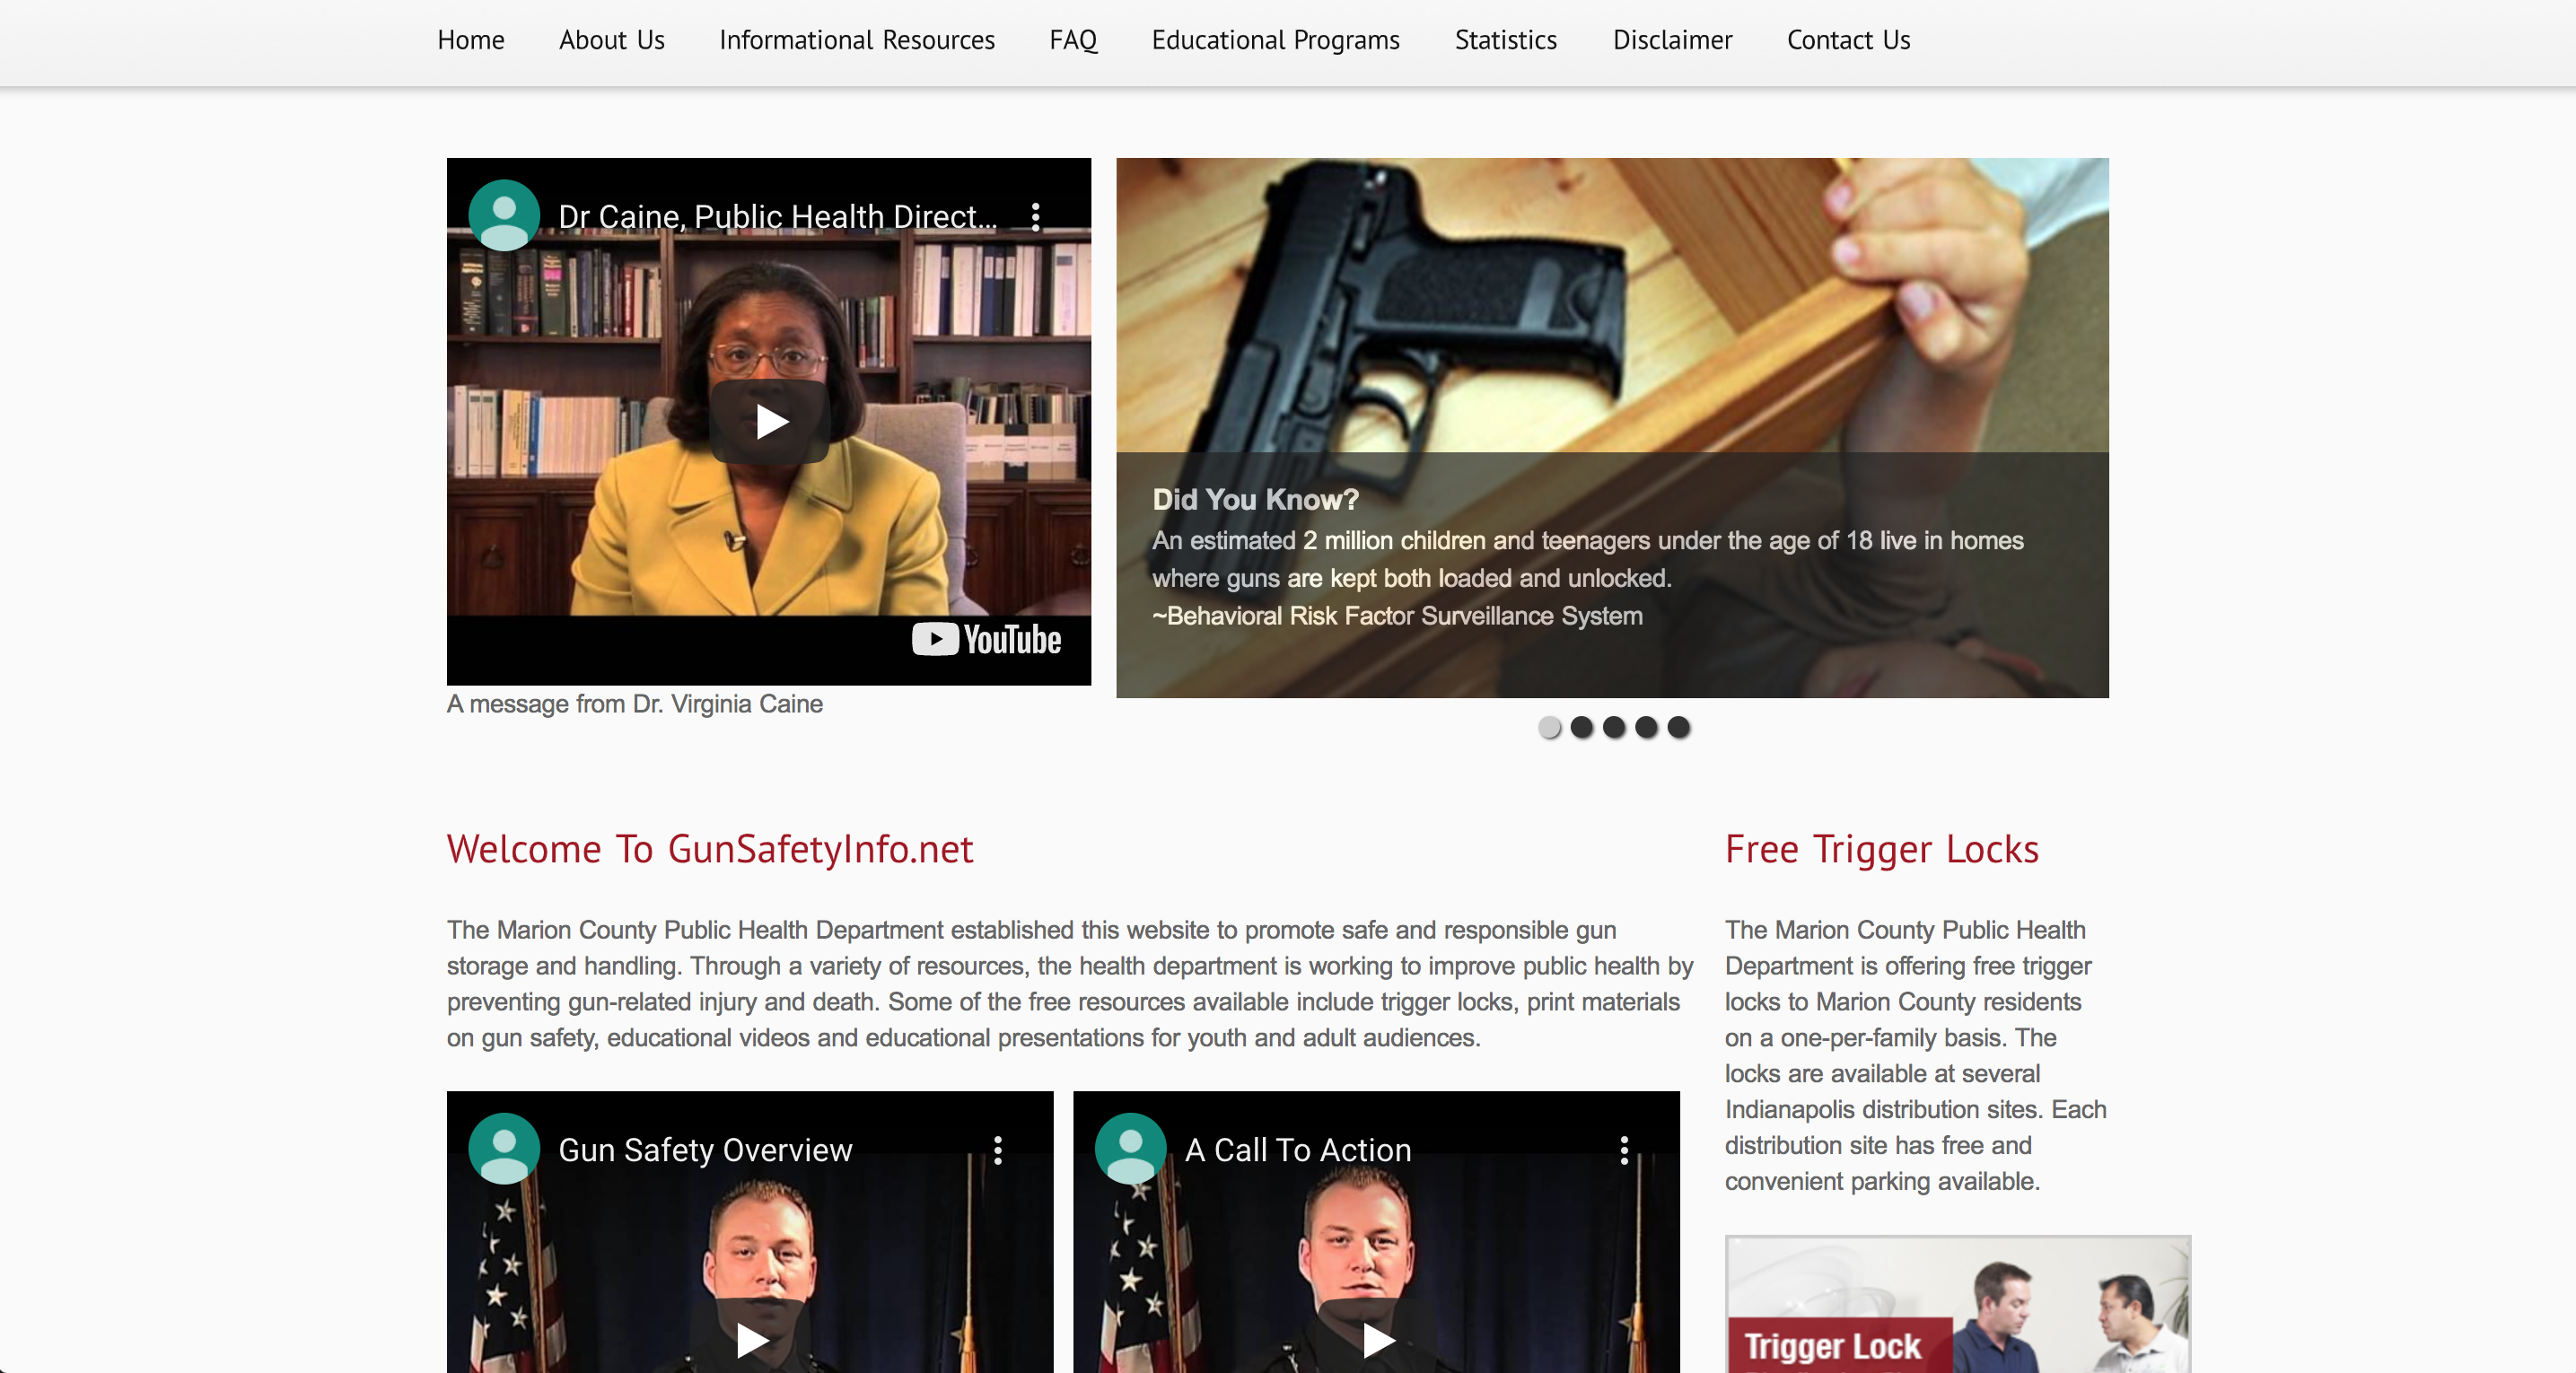 Home About Us Informational Resources FAQ Educational Programs Statistics Disclaimer Contact Us
Dr Caine, Public Health Direct...
YouTube
A message from Dr. Virginia Caine
Did You Know?
An estimated 2 million children and teenagers under the age of 18 live in homes
where guns are kept both loaded and unlocked.
~Behavioral Risk Factor Surveillance System
Welcome To GunSafetyInfo.net
The Marion County Public Health Department established this website to promote safe and responsible gun
storage and handling. Through a variety of resources, the health department is working to improve public health by
preventing gun-related injury and death. Some of the free resources available include trigger locks, print materials
on gun safety, educational videos and educational presentations for youth and adult audiences.
Gun Safety Overview
A Call To Action
Free Trigger Locks
The Marion County Public Health
Department is offering free trigger
locks to Marion County residents
on a one-per-family basis. The
locks are available at several
Indianapolis distribution sites. Each
distribution site has free and
convenient parking available.
Trigger Lock